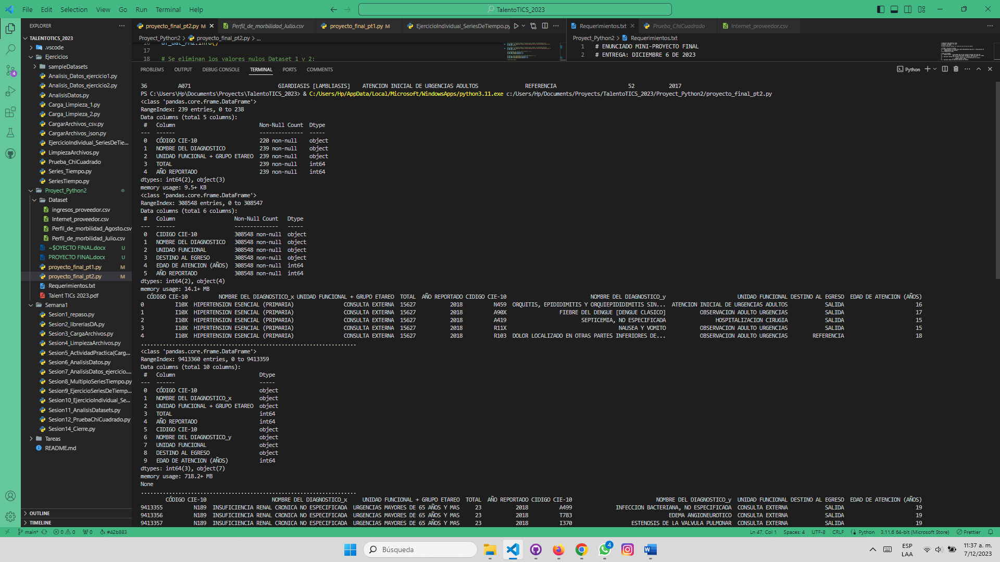 File Edit Selection View Go Run Terminal Help
TalentoTICS_2023
EXPLORER
TALENTOTICS_2023
.vscode
Ejercicios
sampleDatasets
Analisis_Datos_ejercicio1.py
Analisis_Datos_ejercicio2.py
AnalisisDatos.py
Carga_Limpieza_1.py
Carga_Limpieza_2.py
CargarArchivos_csv.py
CargarArchivos_json.py
EjercicioIndividual_SeriesDeTie...
LimpiezaArchivos.py
Prueba_ChiCuadrado
Series_Tiempo.py
SeriesTiempo.py
Proyect_Python2
Dataset
ingresos_proveedor.csv
Internet_proveedor.csv
Perfil_de_morbilidad_Agosto.csv
Perfil_de_morbilidad_Julio.csv
~$OYECTO FINAL.docx U
PROYECTO FINAL.docx U
proyecto_final_pt1.py M
proyecto_final_pt2.py M
Requerimientos.txt
Talent TICs 2023.pdf
Semana1
Sesion1_repaso.py
Sesion2_libreriasDA.py
Sesion3_CargaArchivos.py
Sesion4_LimpiezaArchivos.py
Sesion5_ActividadPractica(Carg...
Sesion6_AnalisisDatos.py
Sesion7_AnalisisDatos_ejercicio....
Sesion8_MultiploSeriesTiempo.py
Sesion9_EjercicioSeriesDeTiemp...
Sesion10_EjercicioIndividual_Se...
Sesion11_AnalisisDatasets.py
Sesion12_PruebaChiCuadrado.py
Sesion14_Cierre.py
Tareas
README.md
OUTLINE
TIMELINE
proyecto_final_pt2.py M Perfil_de_morbilidad_Julio.csv proyecto_final_pt1.py M EjercicioIndividual_SeriesDeTiempo.py
Proyect_Python2 > proyecto_final_pt2.py > ...
16 df_dat_PM2.info()
17
18 # Se eliminan los valores nulos Dataset 1 y 2:
Requerimientos.txt Prueba_ChiCuadrado Internet_proveedor.csv
Proyect_Python2 > Requerimientos.txt
1 # ENUNCIADO MINI-PROYECTO FINAL
2 # ENTREGA: DICIEMBRE 6 DE 2023
PROBLEMS OUTPUT DEBUG CONSOLE TERMINAL PORTS COMMENTS
Python
36 A071 GIARDIASIS [LAMBLIASIS] ATENCION INICIAL DE URGENCIAS ADULTOS REFERENCIA 52 2017
PS C:\Users\Hp\Documents\Projects\TalentoTICS_2023> & C:/Users/Hp/AppData/Local/Microsoft/WindowsApps/python3.11.exe c:/Users/Hp/Documents/Projects/TalentoTICS_2023/Proyect_Python2/proyecto_final_pt2.py
<class 'pandas.core.frame.DataFrame'>
RangeIndex: 239 entries, 0 to 238
Data columns (total 5 columns):
# Column Non-Null Count Dtype
--- ------ -------------- -----
0 CÓDIGO CIE-10 220 non-null object
1 NOMBRE DEL DIAGNOSTICO 239 non-null object
2 UNIDAD FUNCIONAL + GRUPO ETAREO 239 non-null object
3 TOTAL 239 non-null int64
4 AÑO REPORTADO 239 non-null int64
dtypes: int64(2), object(3)
memory usage: 9.5+ KB
<class 'pandas.core.frame.DataFrame'>
RangeIndex: 308548 entries, 0 to 308547
Data columns (total 6 columns):
# Column Non-Null Count Dtype
--- ------ -------------- -----
0 CIDIGO CIE-10 308548 non-null object
1 NOMBRE DEL DIAGNOSTICO 308548 non-null object
2 UNIDAD FUNCIONAL 308548 non-null object
3 DESTINO AL EGRESO 308548 non-null object
4 EDAD DE ATENCION (AÑOS) 308548 non-null int64
5 AÑO REPORTADO 308548 non-null int64
dtypes: int64(2), object(4)
memory usage: 14.1+ MB
CÓDIGO CIE-10 NOMBRE DEL DIAGNOSTICO_x UNIDAD FUNCIONAL + GRUPO ETAREO TOTAL AÑO REPORTADO CIDIGO CIE-10 NOMBRE DEL DIAGNOSTICO_y UNIDAD FUNCIONAL DESTINO AL EGRESO EDAD DE ATENCION (AÑOS)
0 I10X HIPERTENSION ESENCIAL (PRIMARIA) CONSULTA EXTERNA 15627 2018 N459 ORQUITIS, EPIDIDIMITIS Y ORQUIEPIDIDIMITIS SIN... ATENCION INICIAL DE URGENCIAS ADULTOS SALIDA 16
1 I10X HIPERTENSION ESENCIAL (PRIMARIA) CONSULTA EXTERNA 15627 2018 A90X FIEBRE DEL DENGUE [DENGUE CLASICO] OBSERVACION ADULTO URGENCIAS SALIDA 17
2 I10X HIPERTENSION ESENCIAL (PRIMARIA) CONSULTA EXTERNA 15627 2018 A419 SEPTICEMIA, NO ESPECIFICADA HOSPITALIZACION CIRUGIA SALIDA 15
3 I10X HIPERTENSION ESENCIAL (PRIMARIA) CONSULTA EXTERNA 15627 2018 R11X NAUSEA Y VOMITO OBSERVACION ADULTO URGENCIAS SALIDA 15
4 I10X HIPERTENSION ESENCIAL (PRIMARIA) CONSULTA EXTERNA 15627 2018 R103 DOLOR LOCALIZADO EN OTRAS PARTES INFERIORES DE... OBSERVACION ADULTO URGENCIAS REFERENCIA 18
.....................................................................
<class 'pandas.core.frame.DataFrame'>
RangeIndex: 9413360 entries, 0 to 9413359
Data columns (total 10 columns):
# Column Dtype
--- ------ -----
0 CÓDIGO CIE-10 object
1 NOMBRE DEL DIAGNOSTICO_x object
2 UNIDAD FUNCIONAL + GRUPO ETAREO object
3 TOTAL int64
4 AÑO REPORTADO int64
5 CIDIGO CIE-10 object
6 NOMBRE DEL DIAGNOSTICO_y object
7 UNIDAD FUNCIONAL object
8 DESTINO AL EGRESO object
9 EDAD DE ATENCION (AÑOS) int64
dtypes: int64(3), object(7)
memory usage: 718.2+ MB
None
.....................................................................
CÓDIGO CIE-10 NOMBRE DEL DIAGNOSTICO_x UNIDAD FUNCIONAL + GRUPO ETAREO TOTAL AÑO REPORTADO CIDIGO CIE-10 NOMBRE DEL DIAGNOSTICO_y UNIDAD FUNCIONAL DESTINO AL EGRESO EDAD DE ATENCION (AÑOS)
9413355 N189 INSUFICIENCIA RENAL CRONICA NO ESPECIFICADA URGENCIAS MAYORES DE 65 AÑOS Y MAS 23 2018 A499 INFECCION BACTERIANA, NO ESPECIFICADA CONSULTA EXTERNA SALIDA 19
9413356 N189 INSUFICIENCIA RENAL CRONICA NO ESPECIFICADA URGENCIAS MAYORES DE 65 AÑOS Y MAS 23 2018 T783 EDEMA ANGIONEUROTICO CONSULTA EXTERNA SALIDA 19
9413357 N189 INSUFICIENCIA RENAL CRONICA NO ESPECIFICADA URGENCIAS MAYORES DE 65 AÑOS Y MAS 23 2018 I370 ESTENOSIS DE LA VALVULA PULMONAR CONSULTA EXTERNA SALIDA 19
main* 0 0 0 #42b883
Ln 47, Col 1 Spaces: 4 UTF-8 CRLF Python 3.11.6 64-bit (Microsoft Store) Prettier
4
Búsqueda
4
ESP
LAA
11:37 a. m.
7/12/2023